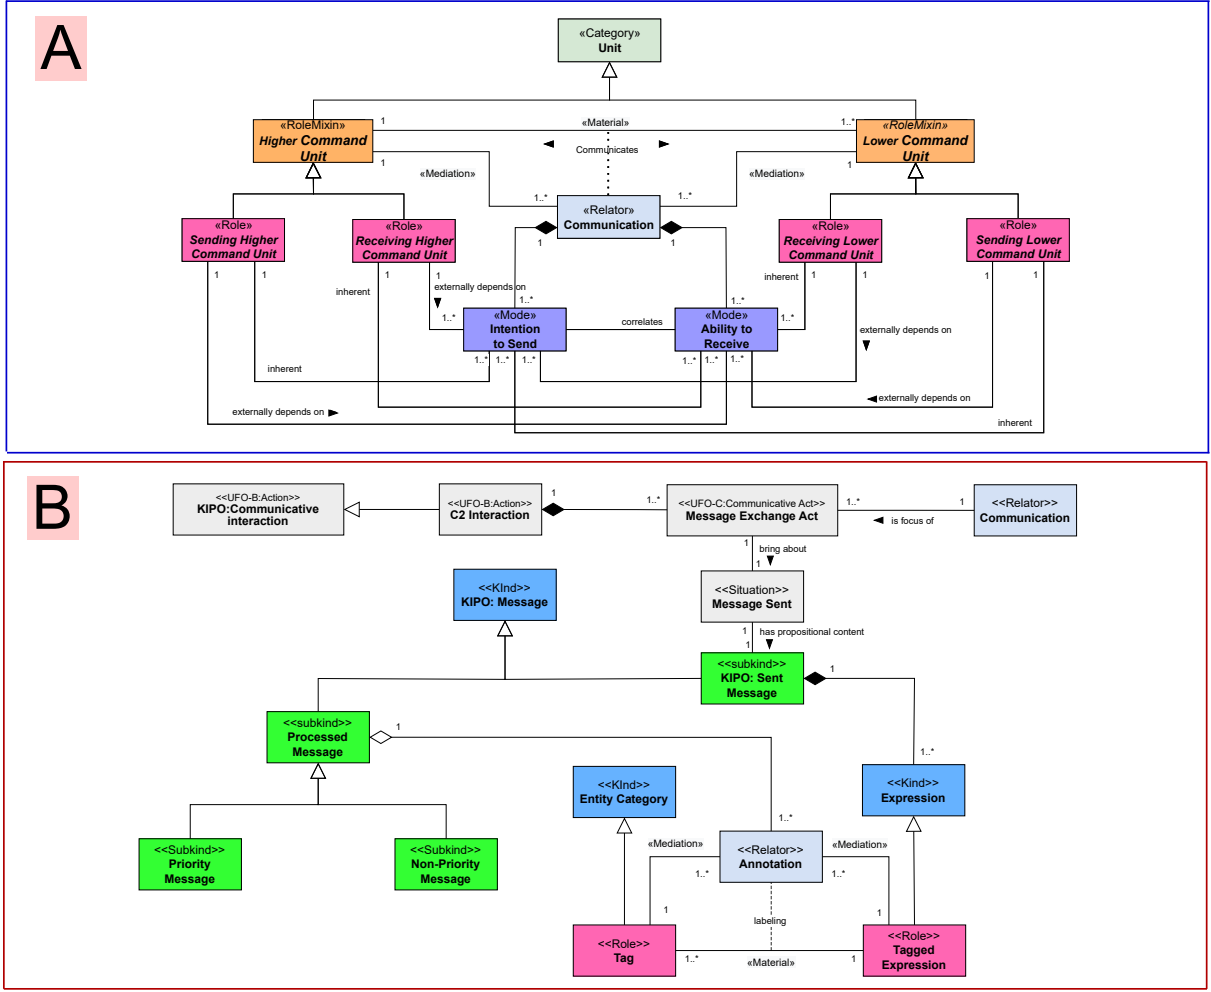 A
«Category»
Unit
«RoleMixin»
Higher Command
Unit
1
«Material»
1..*
Communicates
«RoleMixin»
Lower Command
Unit
1
«Mediation»
1..*
1..*
«Mediation»
1
«Relator»
Communication
1
1
«Role»
Sending Higher
Command Unit
«Role»
Receiving Higher
Command Unit
«Role»
Receiving Lower
Command Unit
«Role»
Sending Lower
Command Unit
1
1
1
1
1
1
1
1
inherent
externally depends on
inherent
1..*
1..*
1..*
1..*
«Mode»
Intention
to Send
correlates
«Mode»
Ability to
Receive
externally depends on
1..*
1..*
1..*
1..*
1..*
1..*
inherent
externally depends on
externally depends on
inherent
B
<<UFO-B:Action>>
KIPO:Communicative
interaction
<<UFO-B:Action>>
C2 Interaction
1
1..*
<<UFO-C:Communicative Act>>
Message Exchange Act
1..*
1
is focus of
<<Relator>>
Communication
1
bring about
1
<<KInd>>
KIPO: Message
<<Situation>>
Message Sent
1
has propositional content
1
<<subkind>>
KIPO: Sent
Message
1
<<subkind>>
Processed
Message
1
1..*
<<KInd>>
Entity Category
<<Kind>>
Expression
1..*
<<Subkind>>
Priority
Message
<<Subkind>>
Non-Priority
Message
«Mediation»
1..*
<<Relator>>
Annotation
«Mediation»
1..*
1
1
labeling
<<Role>>
Tag
1..*
«Material»
1
<<Role>>
Tagged
Expression